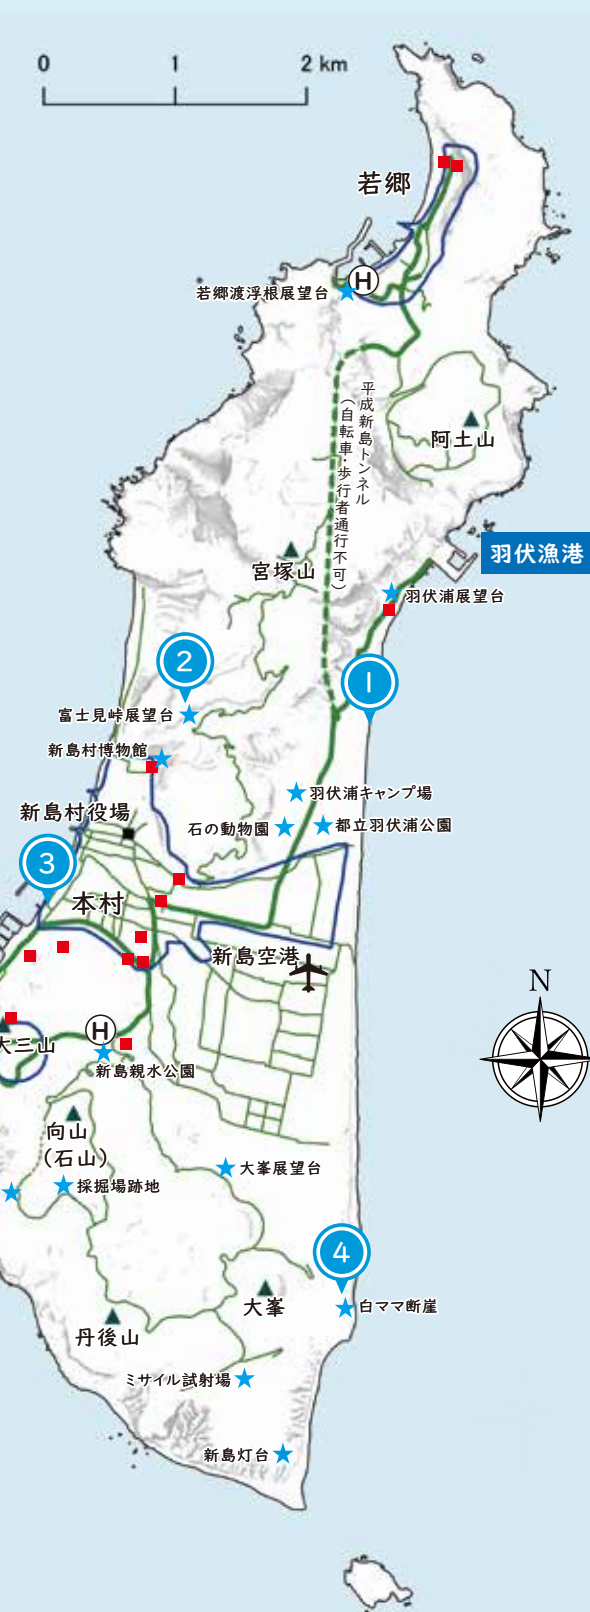 0 1 2 km
若郷
H
若郷渡浮根展望台
平成新島トンネル
(自転車・歩行者通行不可)
阿土山
羽伏漁港
宮塚山
羽伏浦展望台
2
1
富士見峠展望台
新島村博物館
羽伏浦キャンプ場
新島村役場
石の動物園
都立羽伏浦公園
3
本村
新島空港
N
H
大三山
新島親水公園
向山
(石山)
大峯展望台
採掘場跡地
4
大峯
白ママ断崖
丹後山
ミサイル試射場
新島灯台